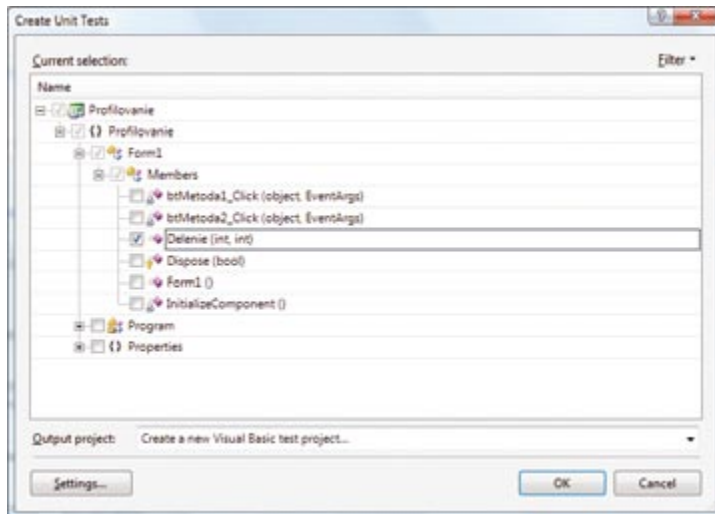 Create Unit Tests
Current selection:
Filter
Name
Profilovanie
{} Profilovanie
Form1
Members
btMetoda1_Click (object, EventArgs)
btMetoda2_Click (object, EventArgs)
Delenie (int, int)
Dispose (bool)
Form1 ()
InitializeComponent ()
Program
{} Properties
Output project:
Create a new Visual Basic test project...
Settings...
OK
Cancel